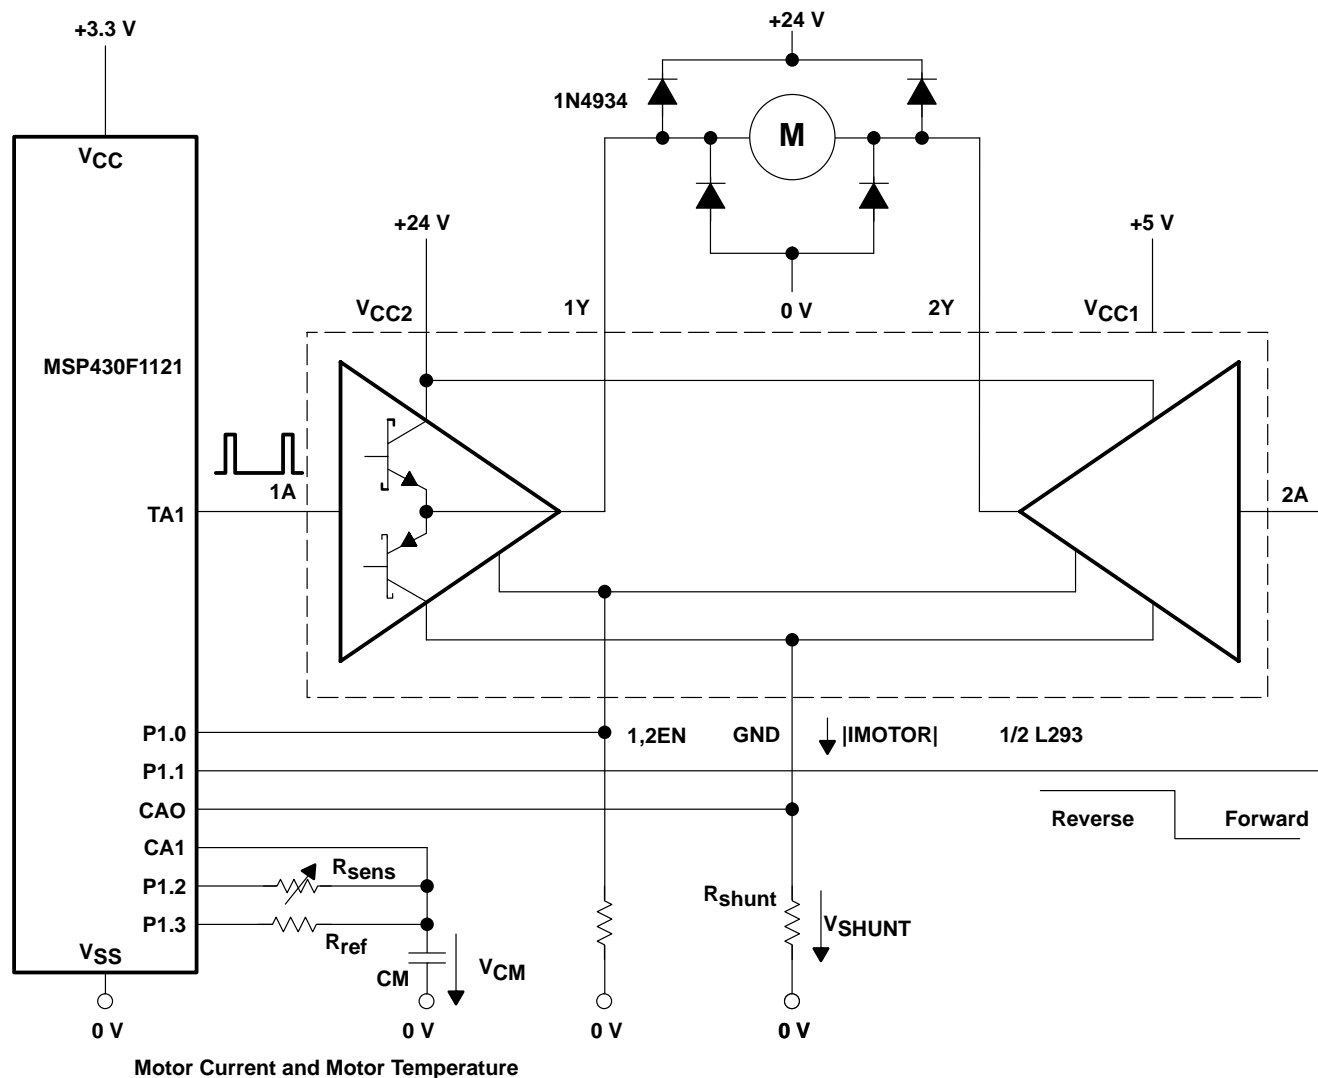 +3.3 V
+24 V
1N4934
M
VCC
+24 V
+5 V
VCC2
1Y
0 V
2Y
VCC1
MSP430F1121
1A
2A
TA1
P1.0
1,2EN
GND
|IMOTOR|
1/2 L293
P1.1
CAO
Reverse
Forward
CA1
Rsens
P1.2
Rshunt
P1.3
VSHUNT
Rref
VSS
CM
VCM
0 V
0 V
0 V
0 V
Motor Current and Motor Temperature